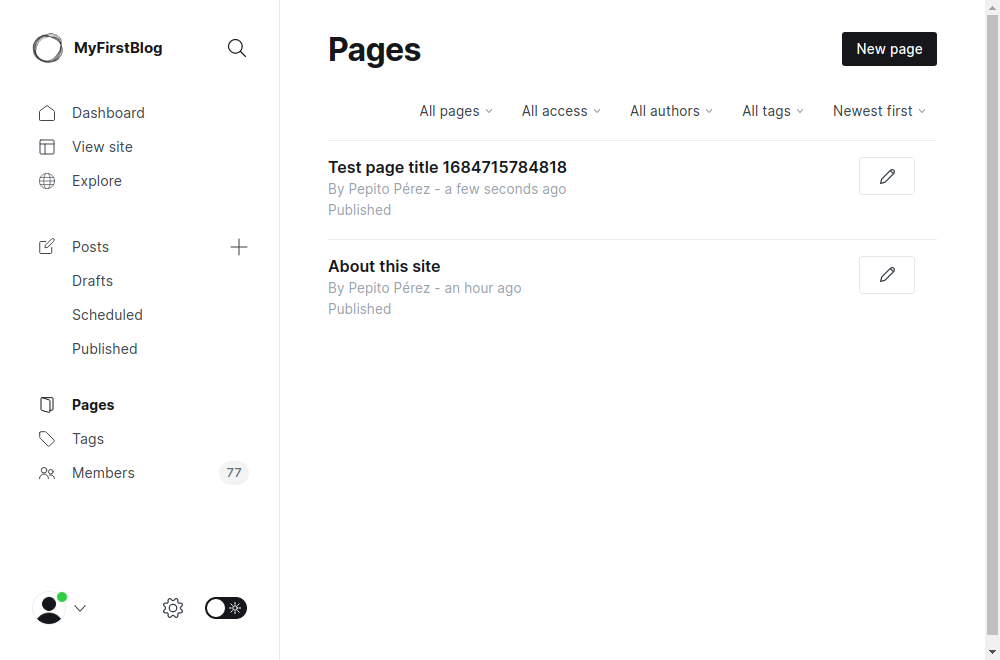 MyFirstBlog
Dashboard
View site
Explore
Posts
Drafts
Scheduled
Published
Pages
Tags
Members 77
Pages
New page
All pages All access All authors All tags Newest first
Test page title 1684715784818
By Pepito Pérez - a few seconds ago
Published
About this site
By Pepito Pérez - an hour ago
Published